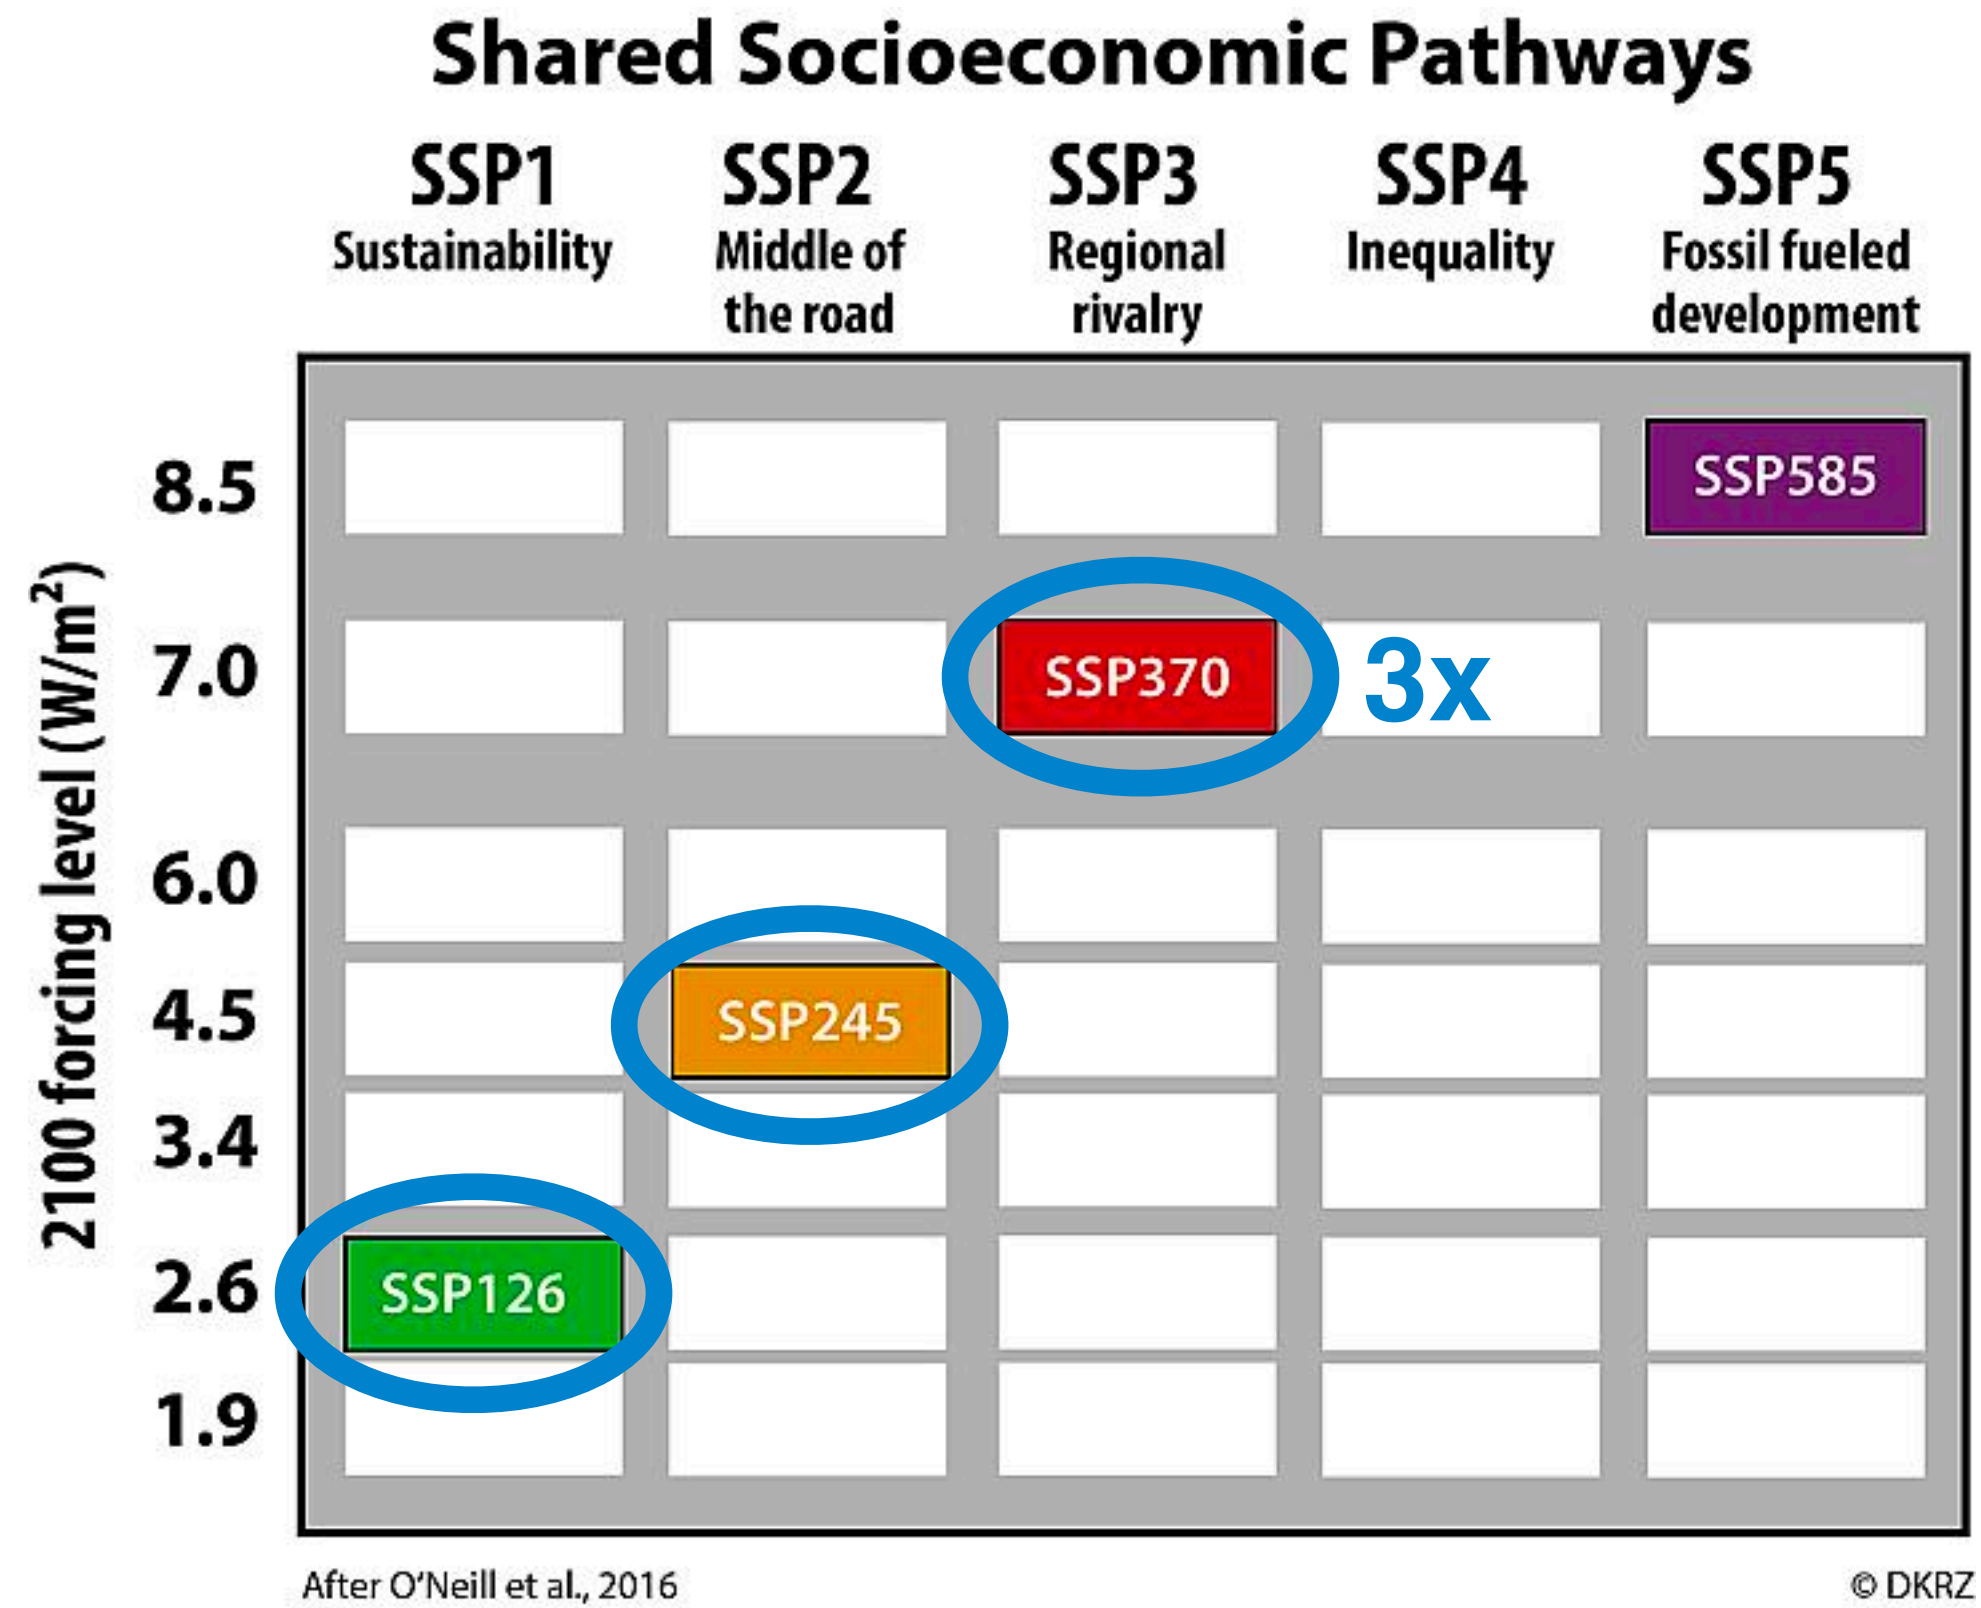 Shared Socioeconomic Pathways
SSP1 SSP2 SSP3 SSP4 SSP5
Sustainability Middle of Regional Inequality Fossil fueled
the road rivalry development
2100 forcing level (W/m²)
8.5 SSP585
7.0 SSP370 3x
6.0
4.5 SSP245
3.4
2.6 SSP126
1.9
After O'Neill et al., 2016 © DKRZ